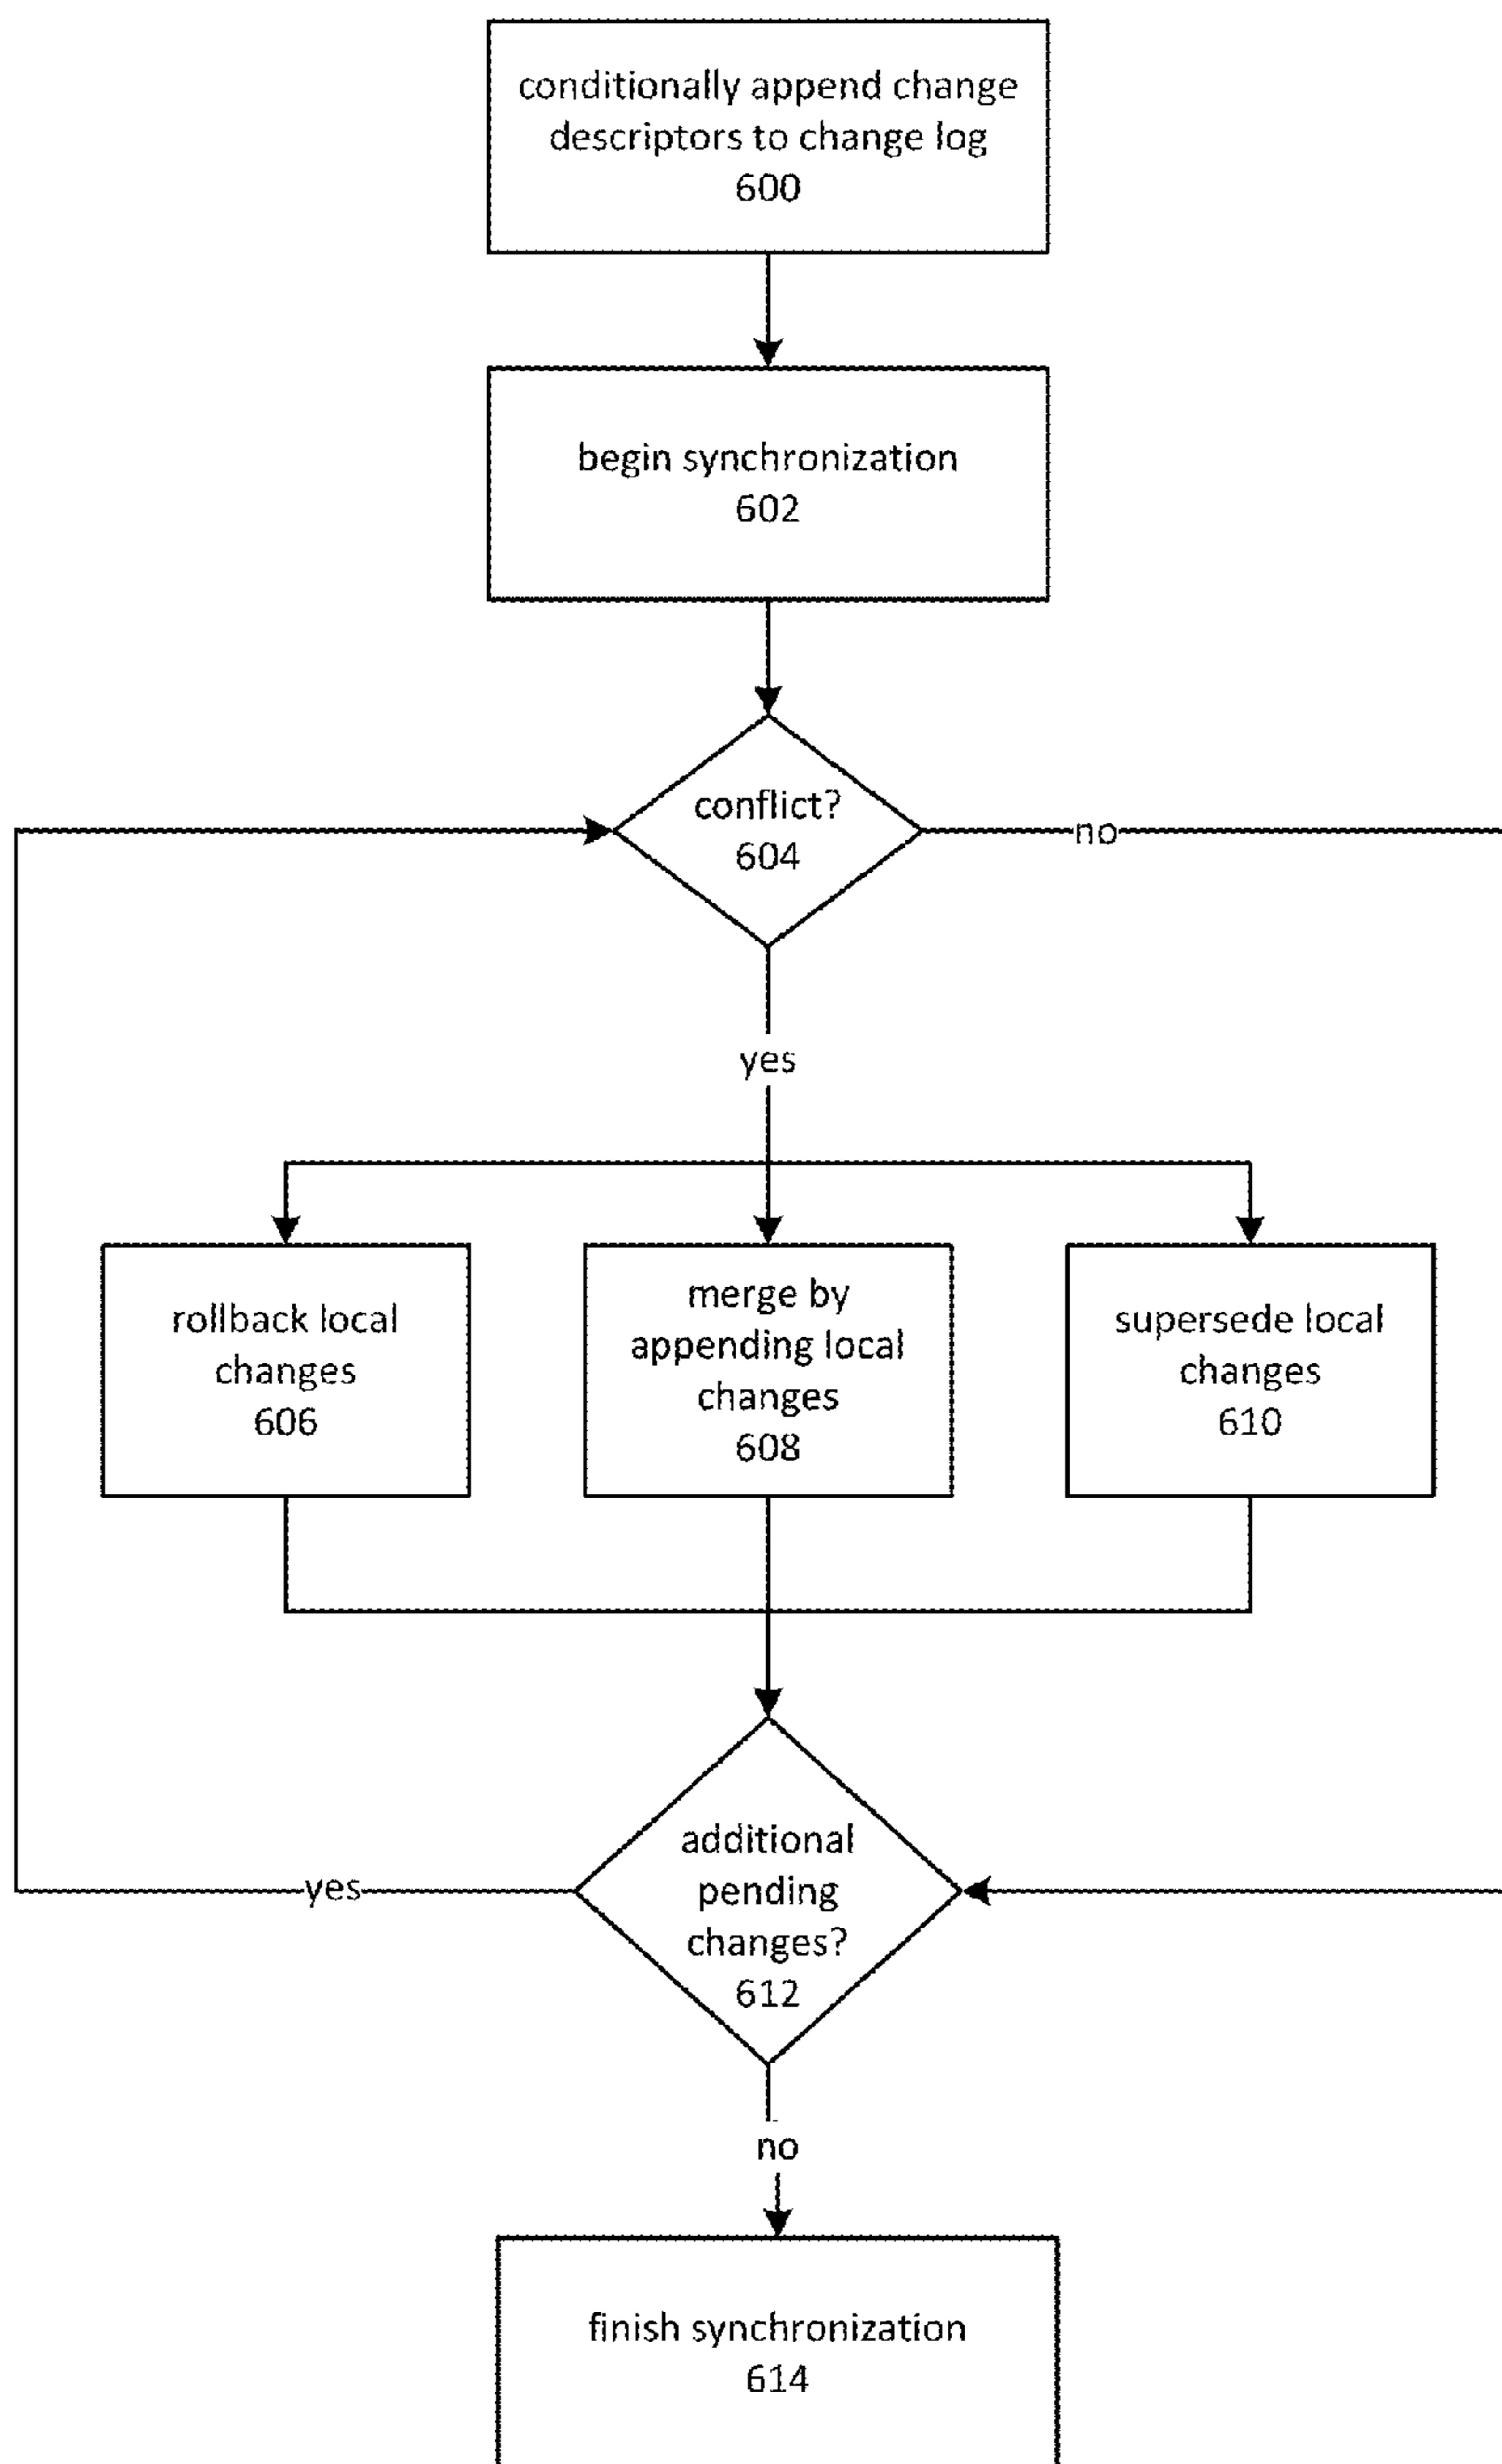 conditionally append change
descriptors to change log
600
begin synchronization
602
conflict?
604
no
yes
rollback local
changes
606
merge by
appending local
changes
608
supersede local
changes
610
additional
pending
changes?
612
yes
no
finish synchronization
614